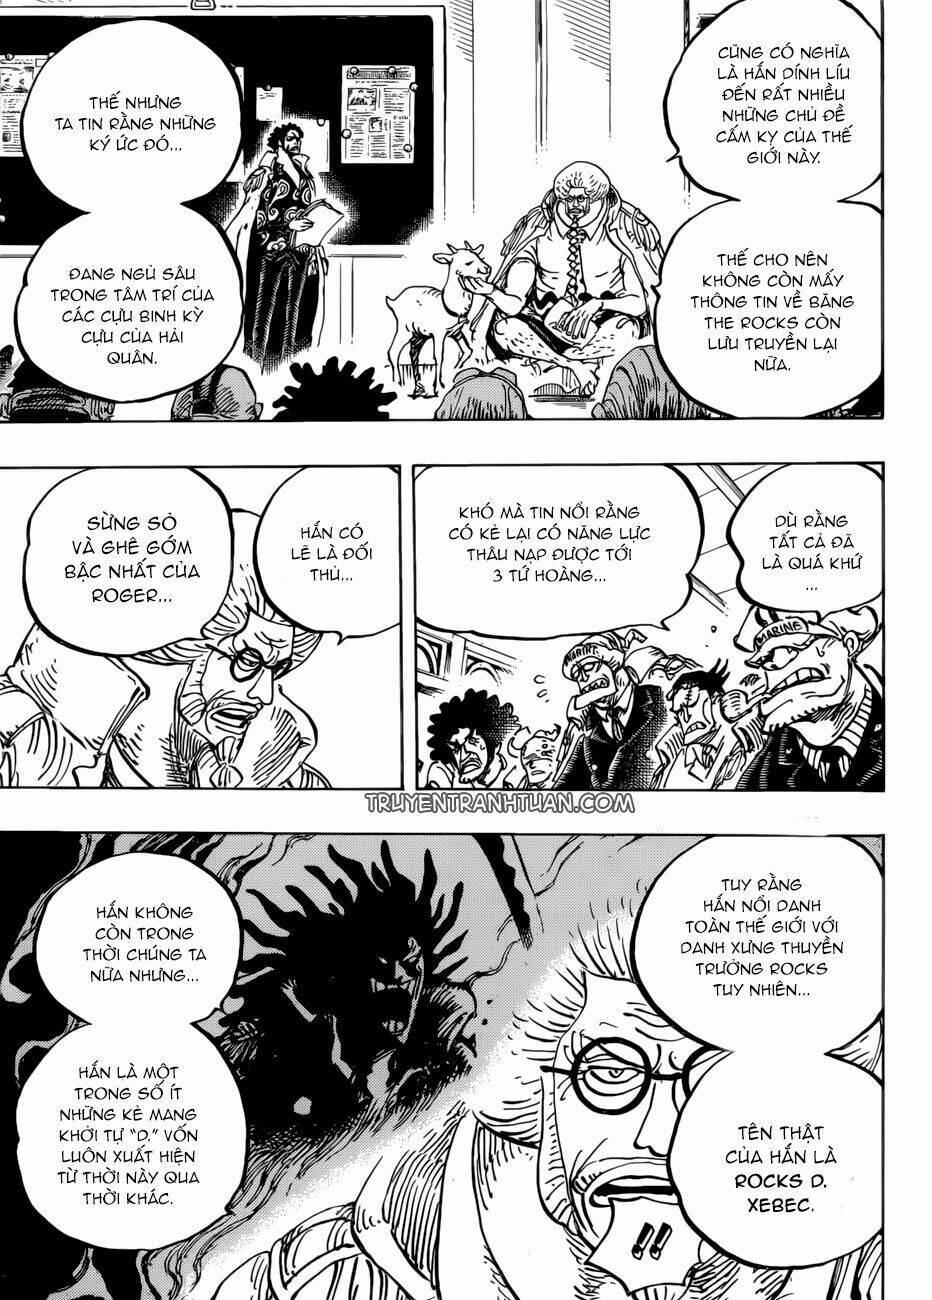 CŨNG CÓ NGHĨA
LÀ HẮN DÍNH LÍU
ĐẾN RẤT NHIỀU
NHỮNG CHỦ ĐỀ
CẤM KỴ CỦA THẾ
GIỚI NÀY.
THẾ CHO NÊN
KHÔNG CÒN MẤY
THÔNG TIN VỀ BĂNG
THE ROCKS CÒN
LƯU TRUYỀN LẠI
NỮA.
THẾ NHƯNG
TA TIN RẰNG NHỮNG
KÝ ỨC ĐÓ...
ĐANG NGỦ SÂU
TRONG TÂM TRÍ CỦA
CÁC CỰU BINH KỲ
CỰU CỦA HẢI
QUÂN.
DÙ RẰNG
TẤT CẢ ĐÃ
LÀ QUÁ KHỨ
...
KHÓ MÀ TIN NỔI RẰNG
CÓ KẺ LẠI CÓ NĂNG LỰC
THÂU NẠP ĐƯỢC TỚI
3 TỨ HOÀNG...
MARINE
MARINE
HẮN CÓ
LẼ LÀ ĐỐI
THỦ...
SỪNG SỎ
VÀ GHÊ GỚM
BẬC NHẤT CỦA
ROGER...
TRUYENTRANHTUAN.COM
TUY RẰNG
HẮN NỔI DANH
TOÀN THẾ GIỚI VỚI
DANH XƯNG THUYỀN
TRƯỞNG ROCKS
TUY NHIÊN...
TÊN THẬT
CỦA HẮN LÀ
ROCKS D.
XEBEC.
!!
HẮN KHÔNG
CÒN TRONG
THỜI CHÚNG TA
NỮA NHƯNG...
HẮN LÀ MỘT
TRONG SỐ ÍT
NHỮNG KẺ MANG
KHỞI TỰ "D." VỐN
LUÔN XUẤT HIỆN
TỪ THỜI NÀY QUA
THỜI KHÁC.